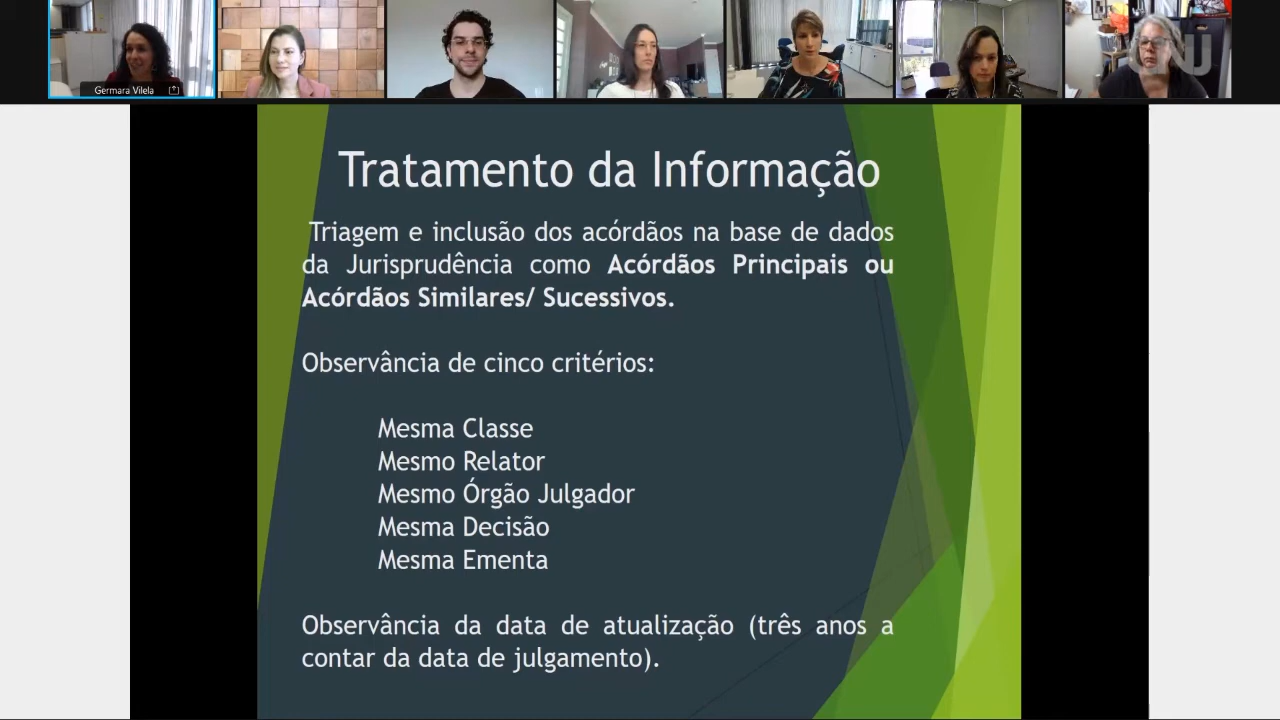 Germara Vilela
Tratamento da Informação
Triagem e inclusão dos acórdãos na base de dados
da Jurisprudência como Acórdãos Principais ou
Acórdãos Similares/ Sucessivos.
Observância de cinco critérios:
Mesma Classe
Mesmo Relator
Mesmo Órgão Julgador
Mesma Decisão
Mesma Ementa
Observância da data de atualização (três anos a
contar da data de julgamento).